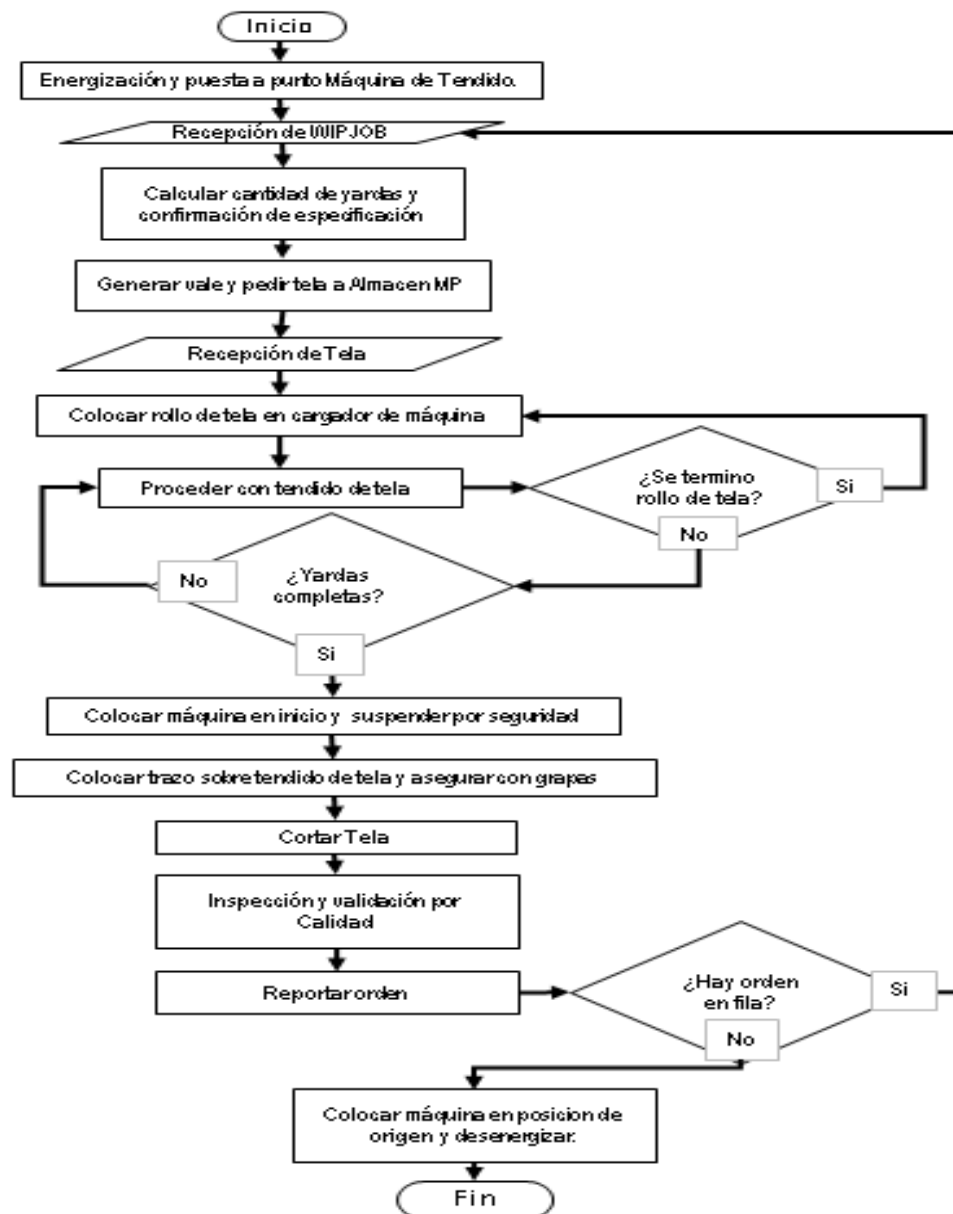 Inicio
Energización y puesta a punto Máquina de Tendido.
Recepción de WIPJOB
Calcular cantidad de yardas y
confirmación de especificación
Generar vale y pedir tela a Almacen MP
Recepción de Tela
Colocar rollo de tela en cargador de máquina
Proceder con tendido de tela
¿Se termino
rollo de tela?
Si
No
¿Yardas
completas?
No
Si
Colocar máquina en inicio y suspender por seguridad
Colocar trazo sobre tendido de tela y asegurar con grapas
Cortar Tela
Inspección y validación por
Calidad
Reportar orden
¿Hay orden
en fila?
Si
No
Colocar máquina en posicion de
origen y desenergizar.
Fin